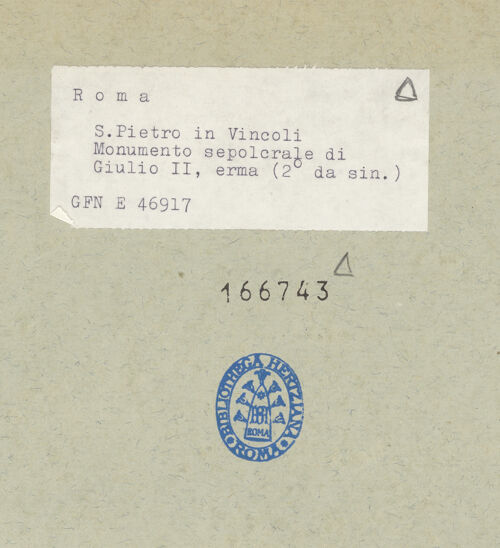 Roma
S.Pietro in Vincoli
Monumento sepolcrale di
Giulio II, erma (2° da sin.)
GFN E 46917
166743
BIBLIOTHECA HERTZIANA
ROMA